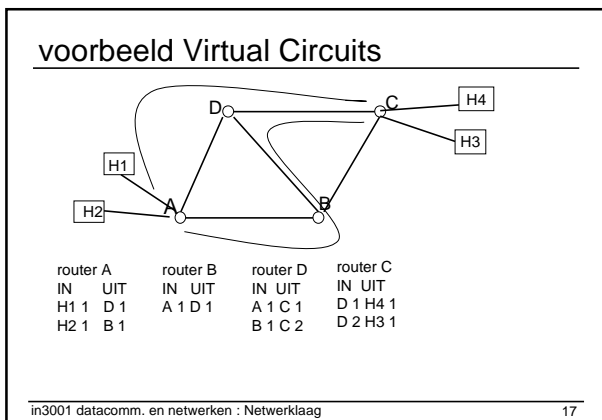 voorbeeld Virtual Circuits
D
C
H4
H3
H1
H2
A
B
router A
IN UIT
H1 1 D 1
H2 1 B 1
router B
IN UIT
A 1 D 1
router D
IN UIT
A 1 C 1
B 1 C 2
router C
IN UIT
D 1 H4 1
D 2 H3 1
in3001 datacomm. en netwerken : Netwerklaag 17